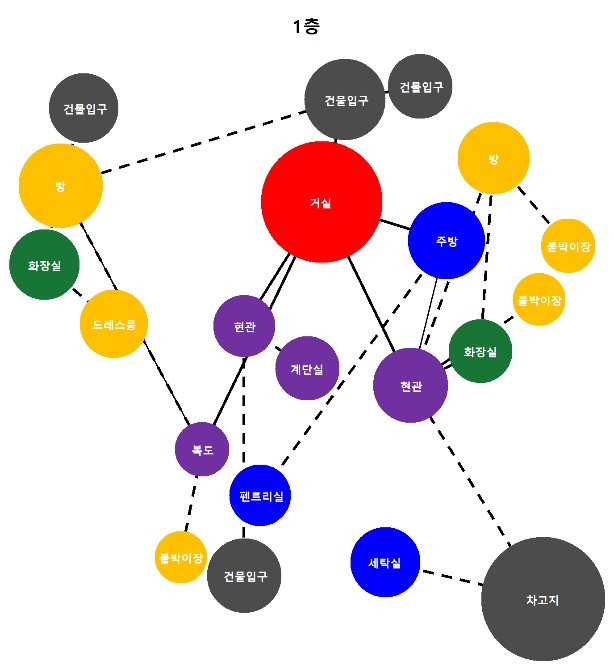 1층
건물입구
건물입구
건물입구
방
방
거실
주방
붙박이장
화장실
붙박이장
드레스룸
현관
계단실
화장실
현관
복도
펜트리실
붙박이장
건물입구
세탁실
차고지